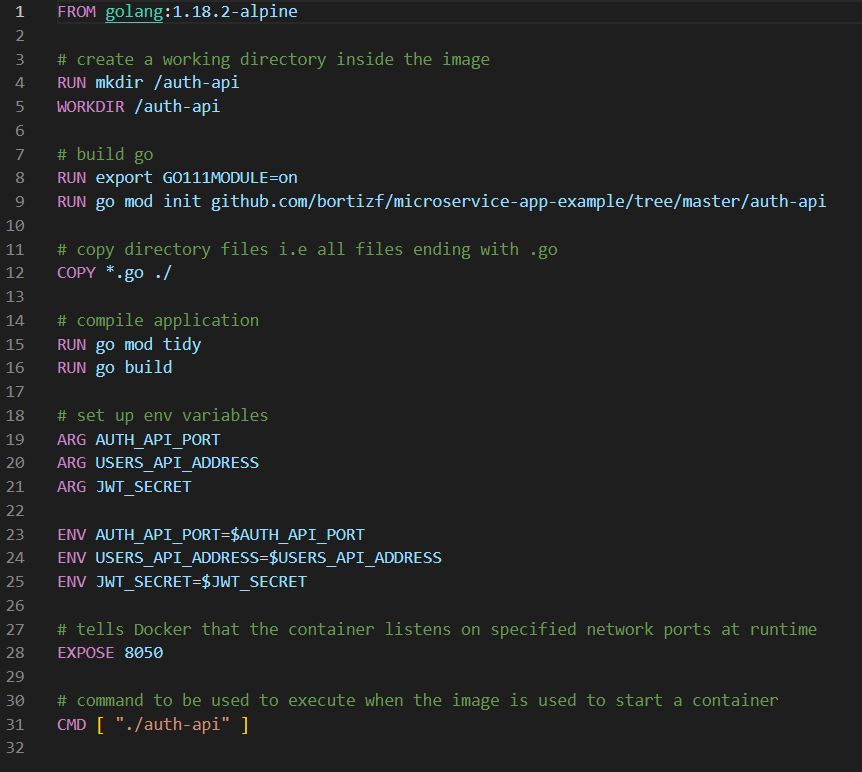 1 FROM golang:1.18.2-alpine
2
3 # create a working directory inside the image
4 RUN mkdir /auth-api
5 WORKDIR /auth-api
6
7 # build go
8 RUN export GO111MODULE=on
9 RUN go mod init github.com/bortizf/microservice-app-example/tree/master/auth-api
10
11 # copy directory files i.e all files ending with .go
12 COPY *.go ./
13
14 # compile application
15 RUN go mod tidy
16 RUN go build
17
18 # set up env variables
19 ARG AUTH_API_PORT
20 ARG USERS_API_ADDRESS
21 ARG JWT_SECRET
22
23 ENV AUTH_API_PORT=$AUTH_API_PORT
24 ENV USERS_API_ADDRESS=$USERS_API_ADDRESS
25 ENV JWT_SECRET=$JWT_SECRET
26
27 # tells Docker that the container listens on specified network ports at runtime
28 EXPOSE 8050
29
30 # command to be used to execute when the image is used to start a container
31 CMD [ "./auth-api" ]
32